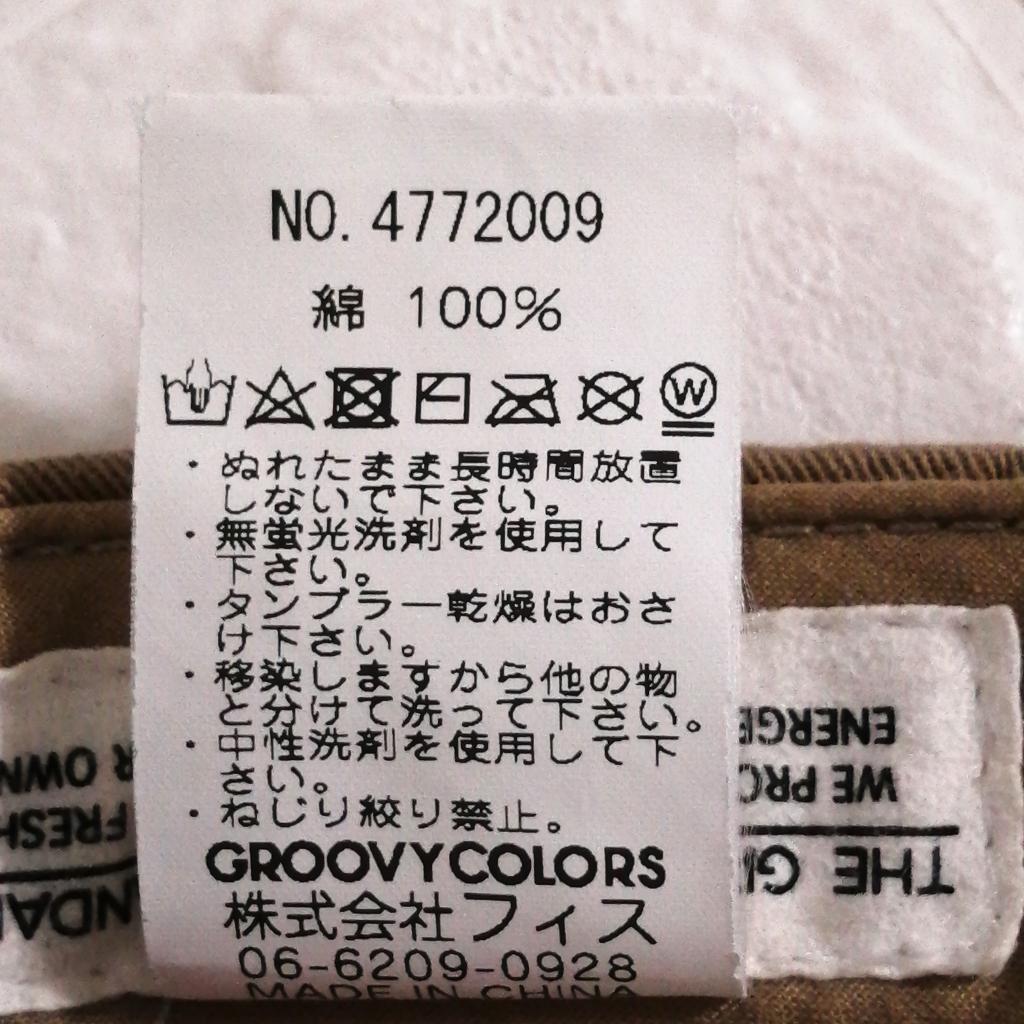 NO. 4772009
綿 100%
W
・ぬれたまま長時間放置
しないで下さい。
・無蛍光洗剤を使用して
下さい。
・タンブラー乾燥はおさ
け下さい。
・移染しますから他の物
と分けて洗って下さい。
・中性洗剤を使用して下
さい。
・ねじり絞り禁止。
GROOVYCOLORS
株式会社フィス
06-6209-0928
MADE IN CHINA
THE
WE
OWN